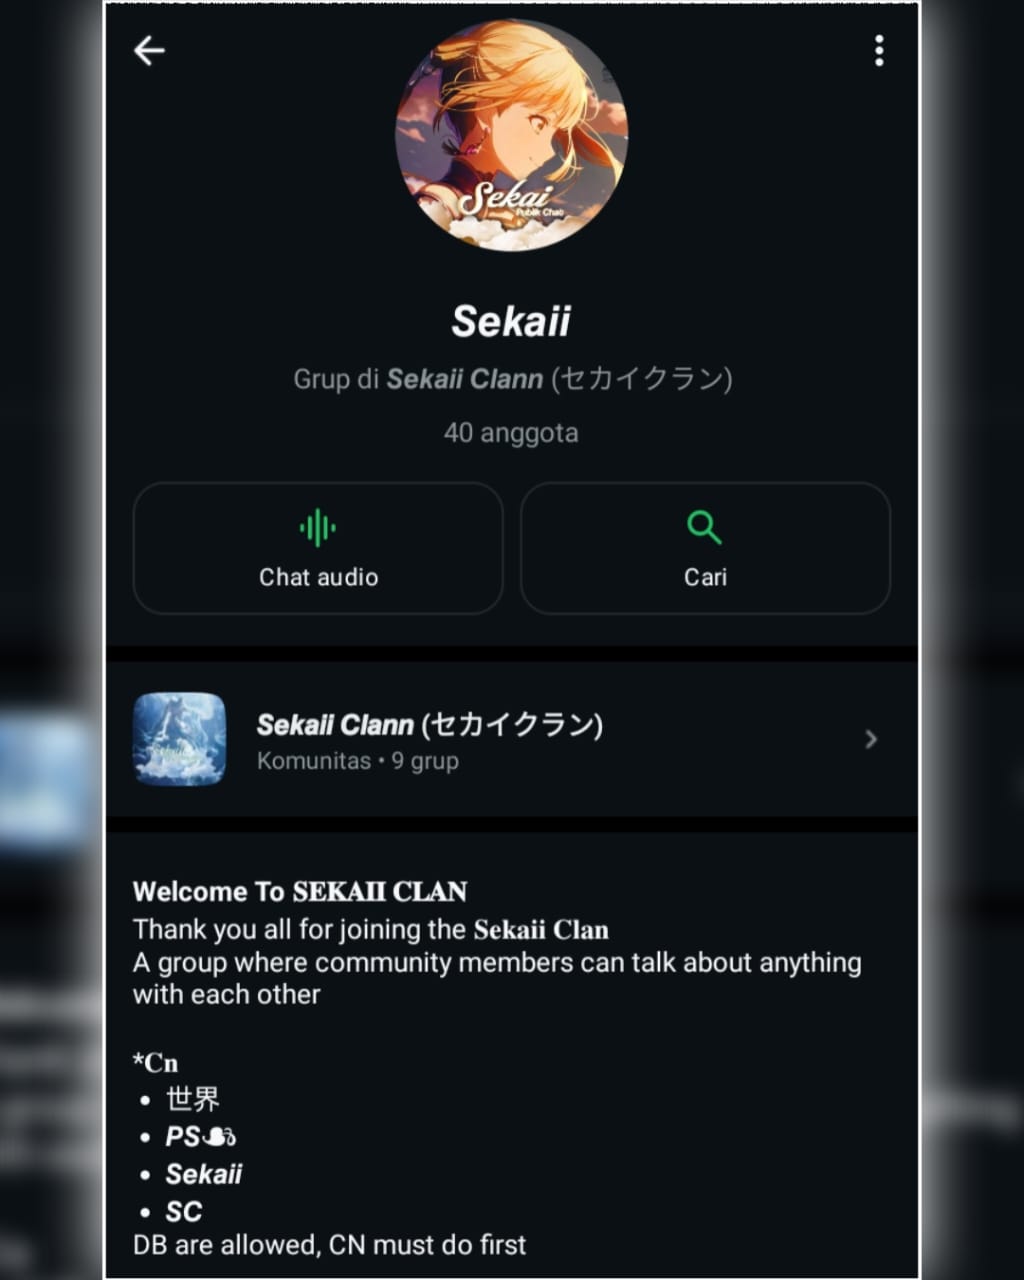 Sekai
Publik Chat
Sekaii
Grup di Sekaii Clann (セカイクラン)
40 anggota
Chat audio
Cari
Sekaii Clann (セカイクラン)
Komunitas • 9 grup
Welcome To SEKAII CLAN
Thank you all for joining the Sekaii Clan
A group where community members can talk about anything
with each other
*Cn
• 世界
• PS
• Sekaii
• SC
DB are allowed, CN must do first